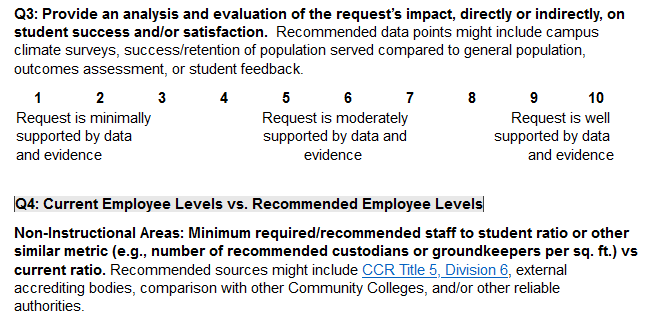 Q3: Provide an analysis and evaluation of the request’s impact, directly or indirectly, on
student success and/or satisfaction. Recommended data points might include campus
climate surveys, success/retention of population served compared to general population,
outcomes assessment, or student feedback.
1 2 3 4 5 6 7 8 9 10
Request is minimally Request is moderately Request is well
supported by data supported by data and supported by data
and evidence evidence and evidence
Q4: Current Employee Levels vs. Recommended Employee Levels
Non-Instructional Areas: Minimum required/recommended staff to student ratio or other
similar metric (e.g., number of recommended custodians or groundkeepers per sq. ft.) vs
current ratio. Recommended sources might include CCR Title 5, Division 6, external
accrediting bodies, comparison with other Community Colleges, and/or other reliable
authorities.